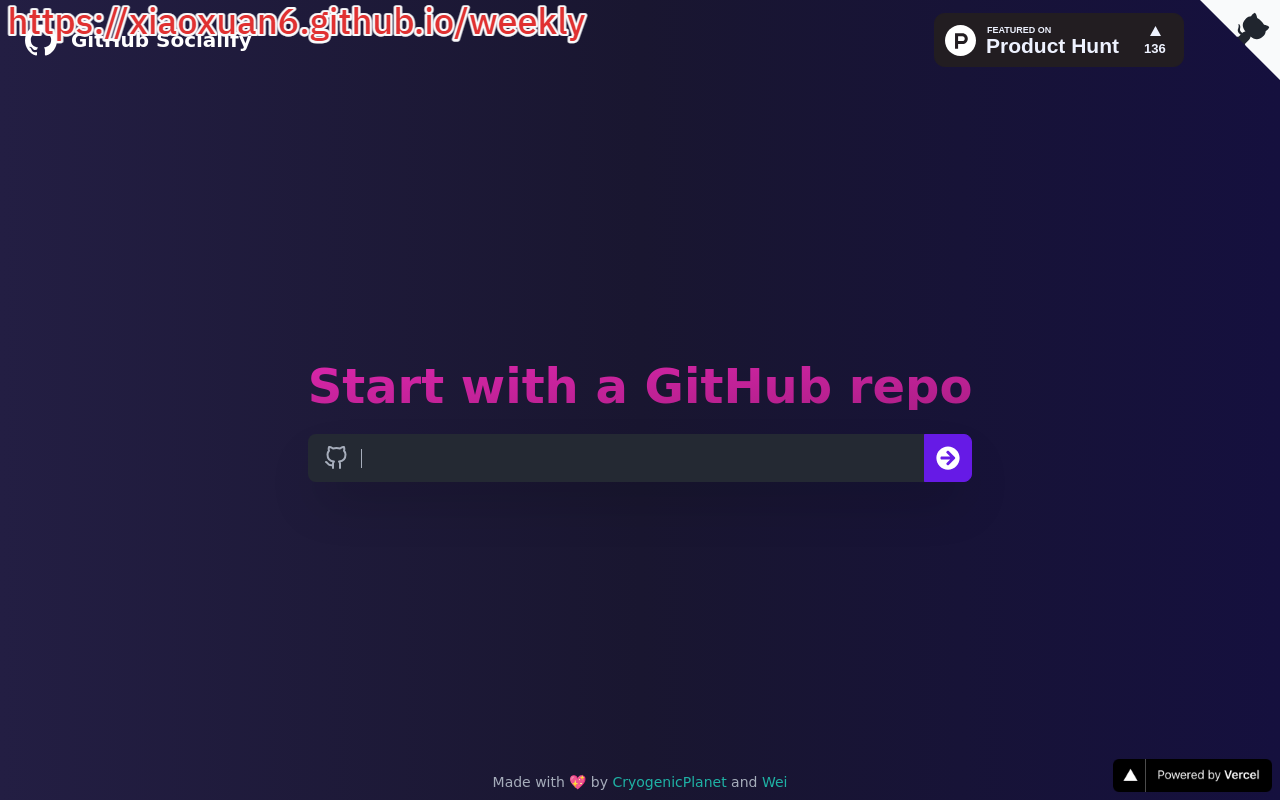 https://xiaoxuan6.github.io/weekly
GitHub Socialify
FEATURED ON
Product Hunt
136
Start with a GitHub repo
Made with 💖 by CryogenicPlanet and Wei
Powered by Vercel